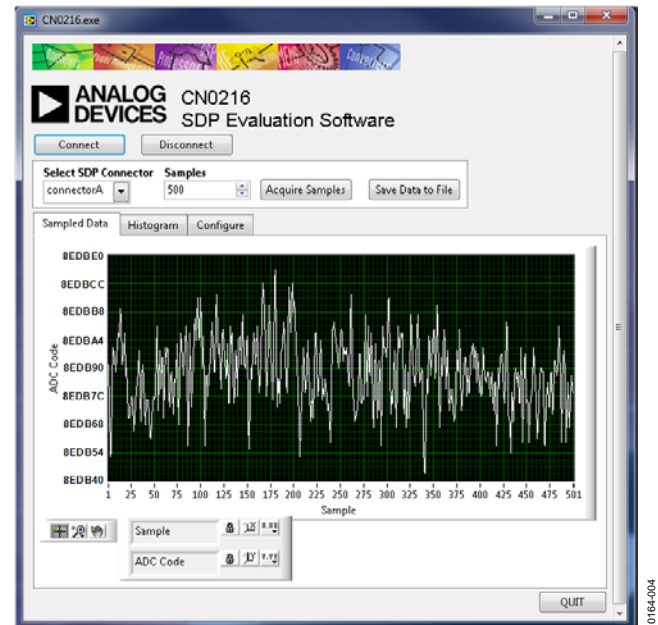 CN0216.exe
ANALOG DEVICES
CN0216
SDP Evaluation Software
Connect
Disconnect
Select SDP Connector
Samples
connectorA
500
Acquire Samples
Save Data to File
Sampled Data
Histogram
Configure
8EDBE0
8EDBCC
8EDBB8
8EDBA4
8EDB90
8EDB7C
8EDB68
8EDB54
8EDB40
ADC Code
1 25 50 75 100 125 150 175 200 225 250 275 300 325 350 375 400 425 450 475 501
Sample
Sample
ADC Code
QUIT
0164-004